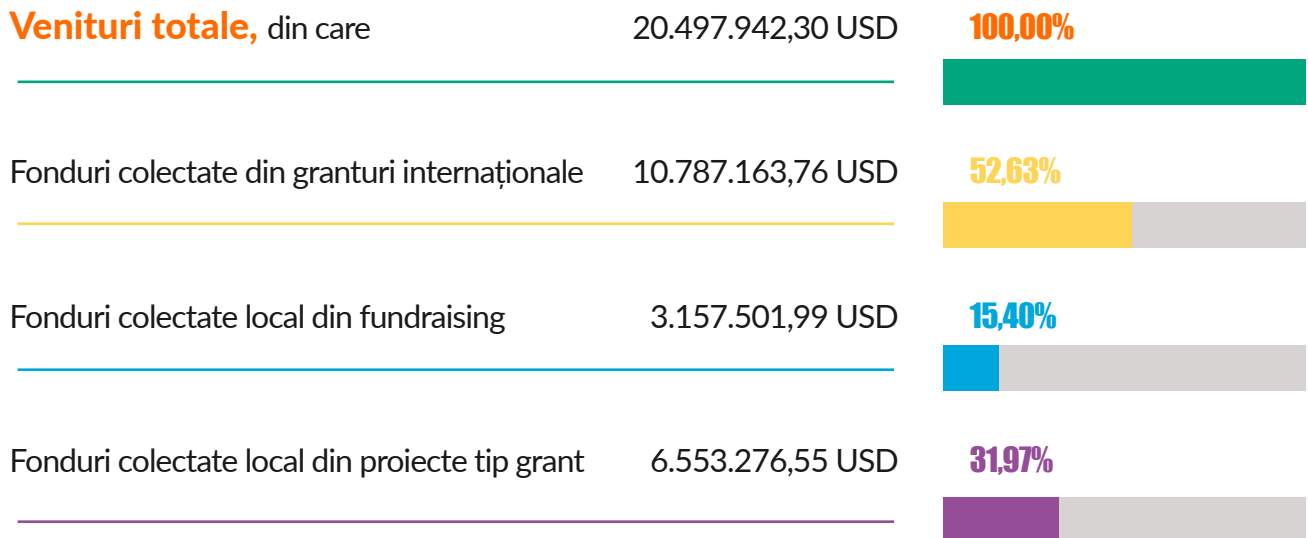 Venituri totale, din care 20.497.942,30 USD 100,00%
Fonduri colectate din granturi internaționale 10.787.163,76 USD 52,63%
Fonduri colectate local din fundraising 3.157.501,99 USD 15,40%
Fonduri colectate local din proiecte tip grant 6.553.276,55 USD 31,97%